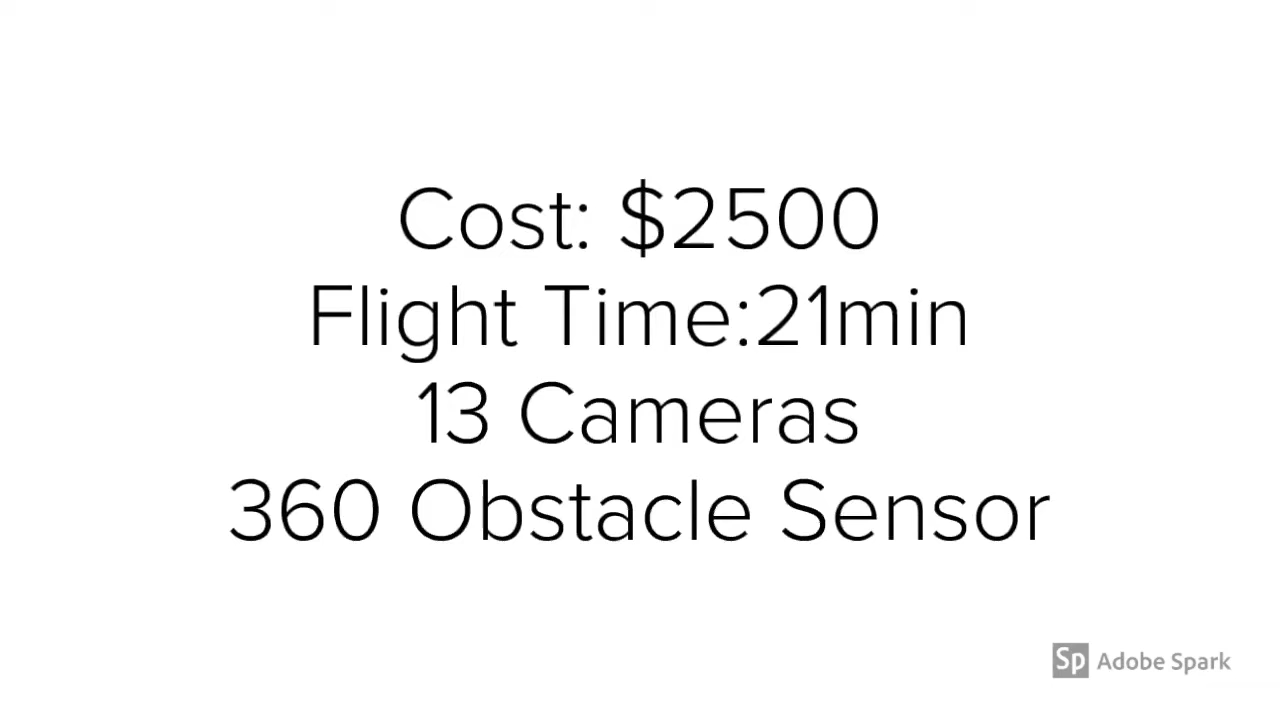 Cost: $2500
Flight Time:21min
13 Cameras
360 Obstacle Sensor
Sp Adobe Spark